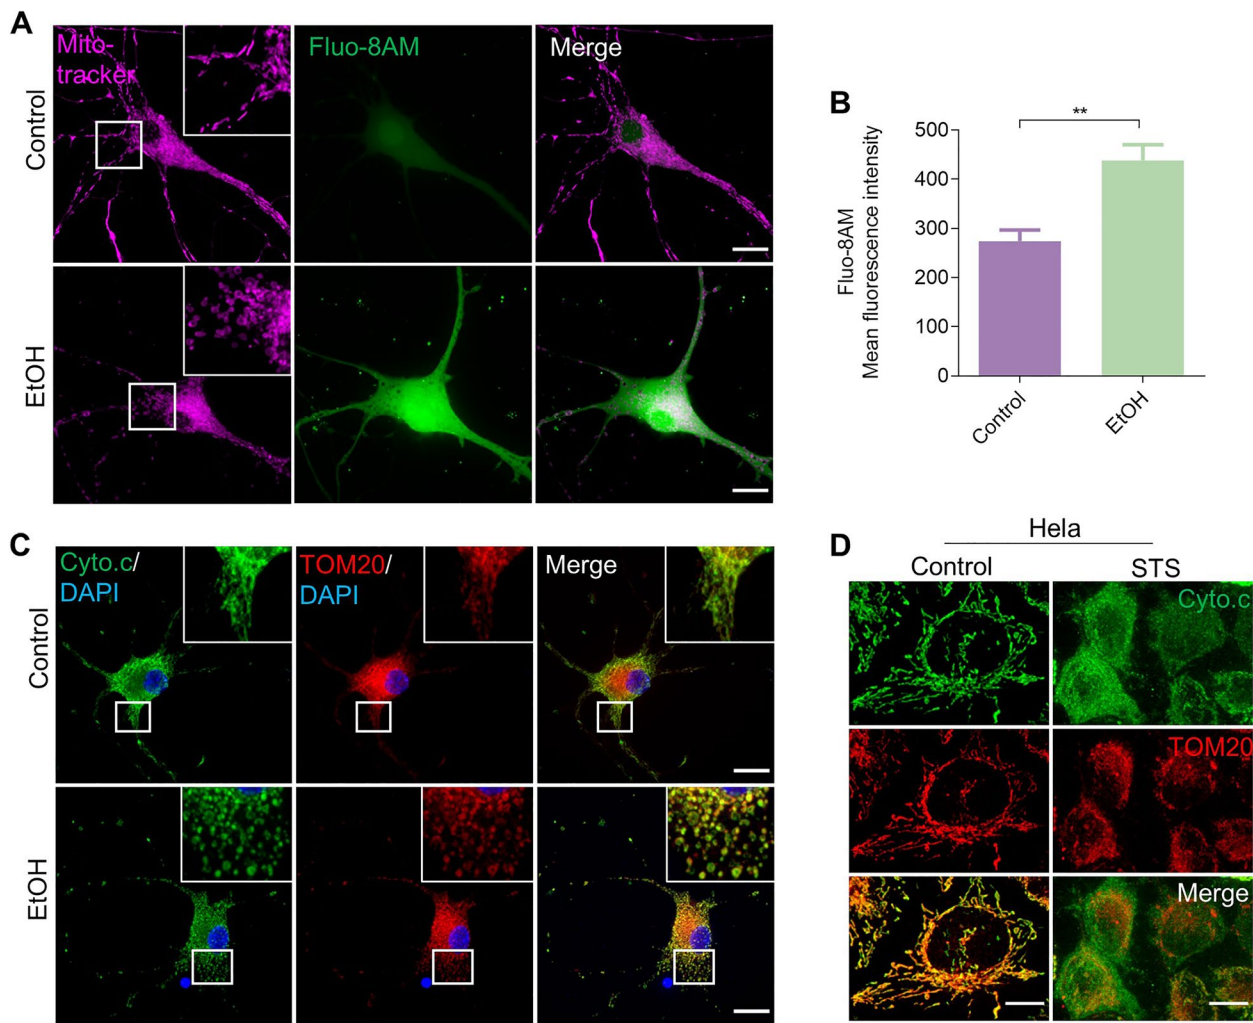 A
Mito-
tracker
Fluo-8AM
Merge
Control
EtOH
B
**
Fluo-8AM
Mean fluorescence intensity
500
400
300
200
100
0
Control
EtOH
C
Cyto.c/
DAPI
TOM20/
DAPI
Merge
Control
EtOH
D
Hela
Control
STS
Cyto.c
TOM20
Merge